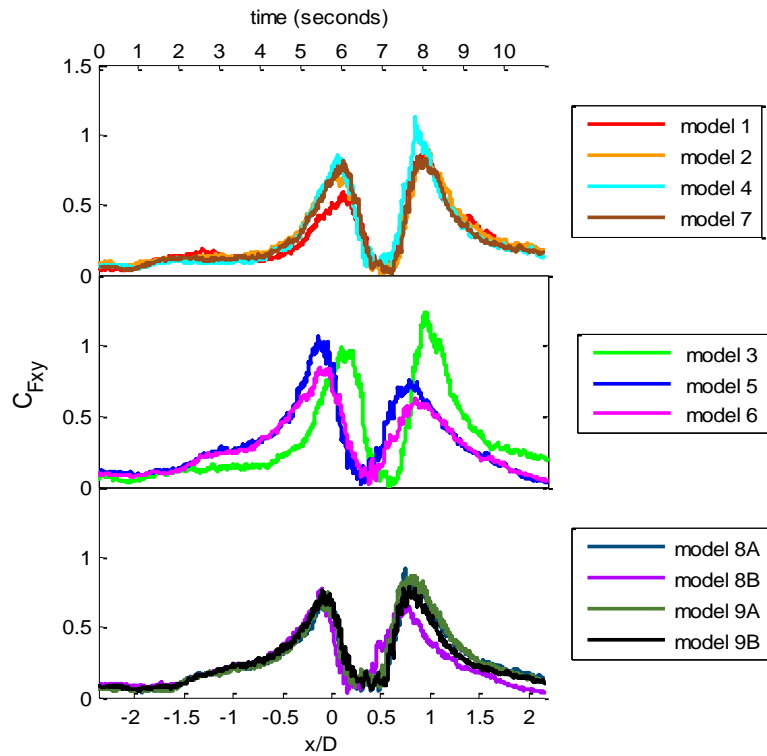 time (seconds)
0 1 2 3 4 5 6 7 8 9 10
1.5
1
0.5
0
model 1
model 2
model 4
model 7
C_Fxy
1
0.5
0
model 3
model 5
model 6
1
0.5
0
model 8A
model 8B
model 9A
model 9B
-2 -1.5 -1 -0.5 0 0.5 1 1.5 2
x/D